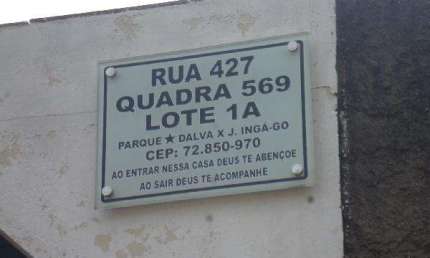 RUA 427
QUADRA 569
LOTE 1A
PARQUE ★ DALVA X J. INGÁ-GO
CEP: 72.850-970
AO ENTRAR NESSA CASA DEUS TE ABENÇOE
AO SAIR DEUS TE ACOMPANHE